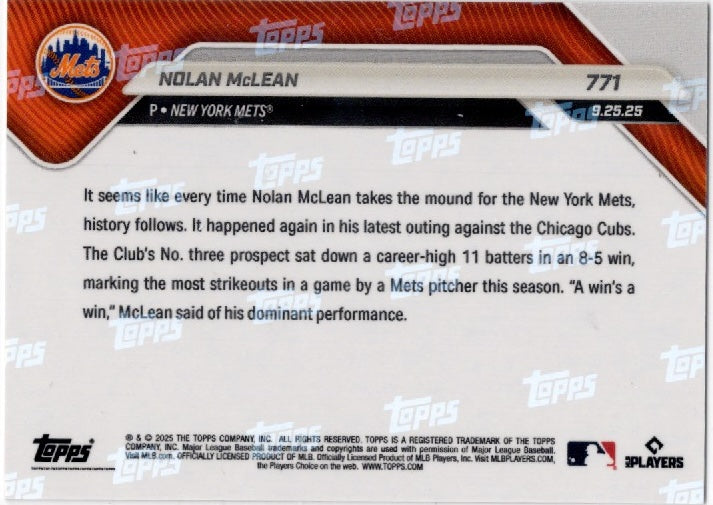 Mets
NOLAN McLEAN 771
P • NEW YORK METS® 9.25.25
It seems like every time Nolan McLean takes the mound for the New York Mets,
history follows. It happened again in his latest outing against the Chicago Cubs.
The Club's No. three prospect sat down a career-high 11 batters in an 8-5 win,
marking the most strikeouts in a game by a Mets pitcher this season. "A win's a
win," McLean said of his dominant performance.
Topps
® & © 2025 THE TOPPS COMPANY, INC. ALL RIGHTS RESERVED. TOPPS IS A REGISTERED TRADEMARK OF THE TOPPS
COMPANY, INC. Major League Baseball trademarks and copyrights are used with permission of Major League Baseball.
Visit MLB.com. OFFICIALLY LICENSED PRODUCT OF MLB. Officially Licensed Product of MLB Players, Inc. Visit MLBPLAYERS.COM,
the Players Choice on the web. WWW.TOPPS.COM
PLAYERS